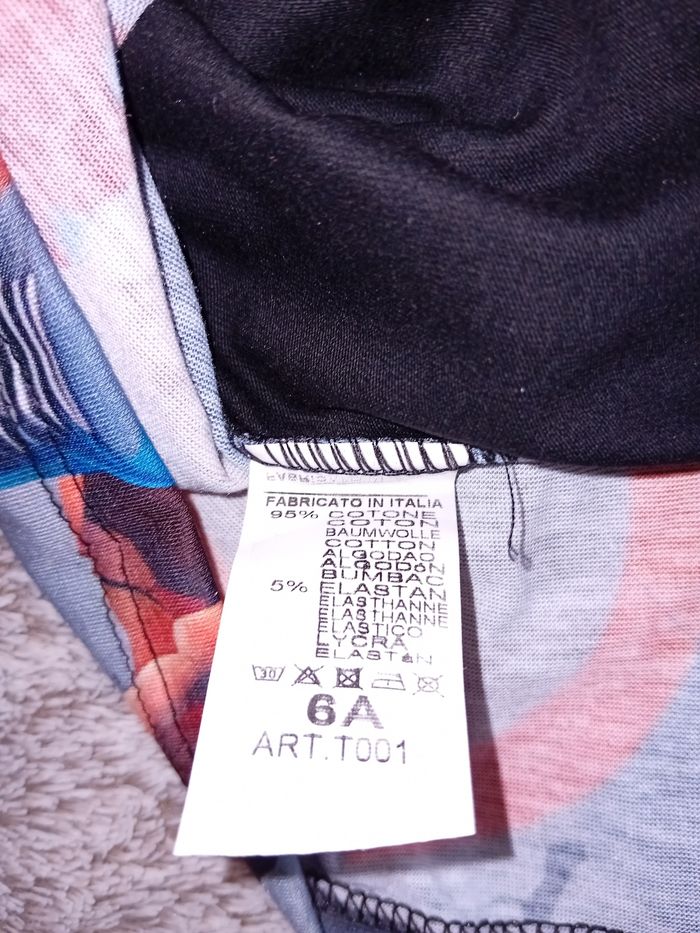 FABRICATO IN ITALIA
95% COTONE
COTON
BAUMWOLLE
COTTON
ALGODAO
ALGODÓN
BUMBAC
5% ELASTAN
ELASTHANNE
ELASTHANNE
ELASTICO
LYCRA
ELASTAN
30
6A
ART.T001